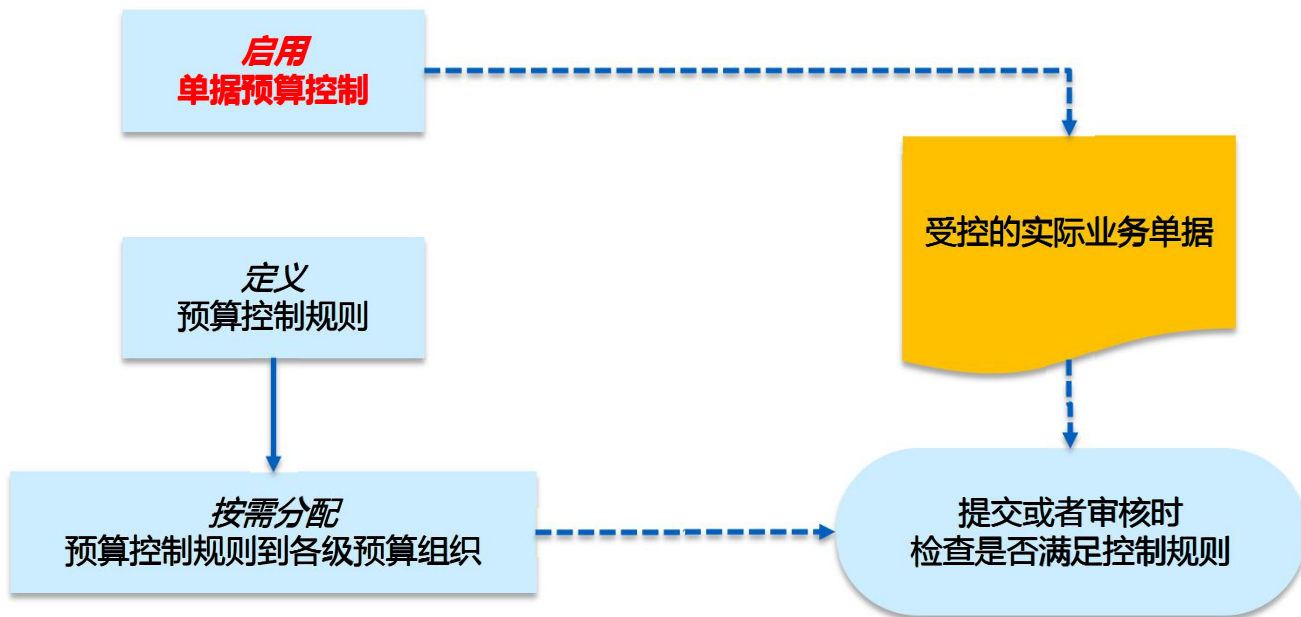 启用
单据预算控制
受控的实际业务单据
定义
预算控制规则
按需分配
预算控制规则到各级预算组织
提交或者审核时
检查是否满足控制规则